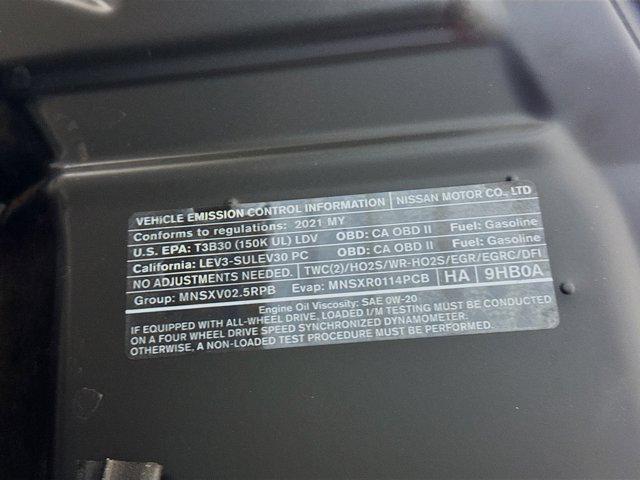 VEHICLE EMISSION CONTROL INFORMATION NISSAN MOTOR CO., LTD
Conforms to regulations: 2021 MY
U.S. EPA: T3B30 (150K UL) LDV OBD: CA OBD II Fuel: Gasoline
California: LEV3-SULEV30 PC OBD: CA OBD II Fuel: Gasoline
NO ADJUSTMENTS NEEDED. TWC(2)/HO2S/WR-HO2S/EGR/EGRC/DFI
Group: MNSXV02.5RPB Evap: MNSXR0114PCB HA 9HB0A
Engine Oil Viscosity: SAE 0W-20
IF EQUIPPED WITH ALL-WHEEL DRIVE, LOADED I/M TESTING MUST BE CONDUCTED
ON A FOUR WHEEL DRIVE SPEED SYNCHRONIZED DYNAMOMETER.
OTHERWISE, A NON-LOADED TEST PROCEDURE MUST BE PERFORMED.